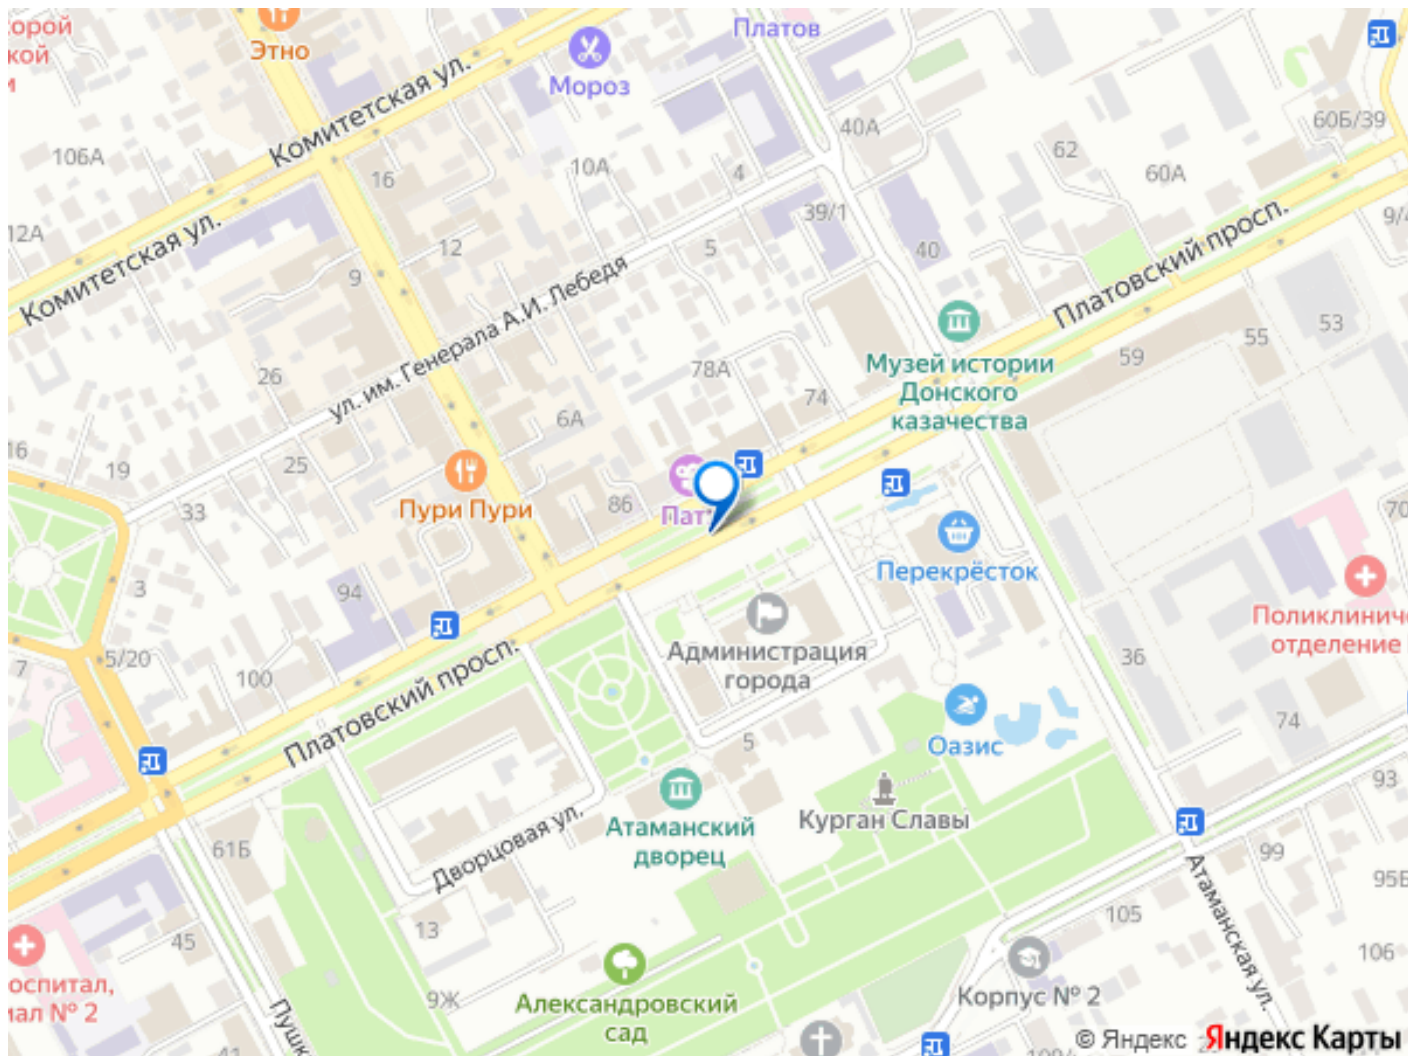 орой
кой
и
Этно
Мороз
Платов
Комитетская ул.
106А
16
10А
4
40А
62
60Б/39
60А
39/1
12А
Комитетская ул.
12
9
5
40
9/4
Платовский просп.
ул. им. Генерала А.И. Лебедя
Музей истории
Донского
казачества
53
55
59
26
78А
74
6А
16
19
25
33
Пури Пури
86
Перекрёсток
70
3
94
Администрация
города
Поликлиниче
отделение
5/20
7
100
Платовский просп.
36
74
5
Оазис
93
Курган Славы
Атаманский
дворец
Дворцовая ул.
61Б
99
95Б
Атаманская ул.
105
13
45
106
оспитал,
иал № 2
9Ж
Александровский
сад
Корпус № 2
Пушк
41
© Яндекс Яндекс Карты